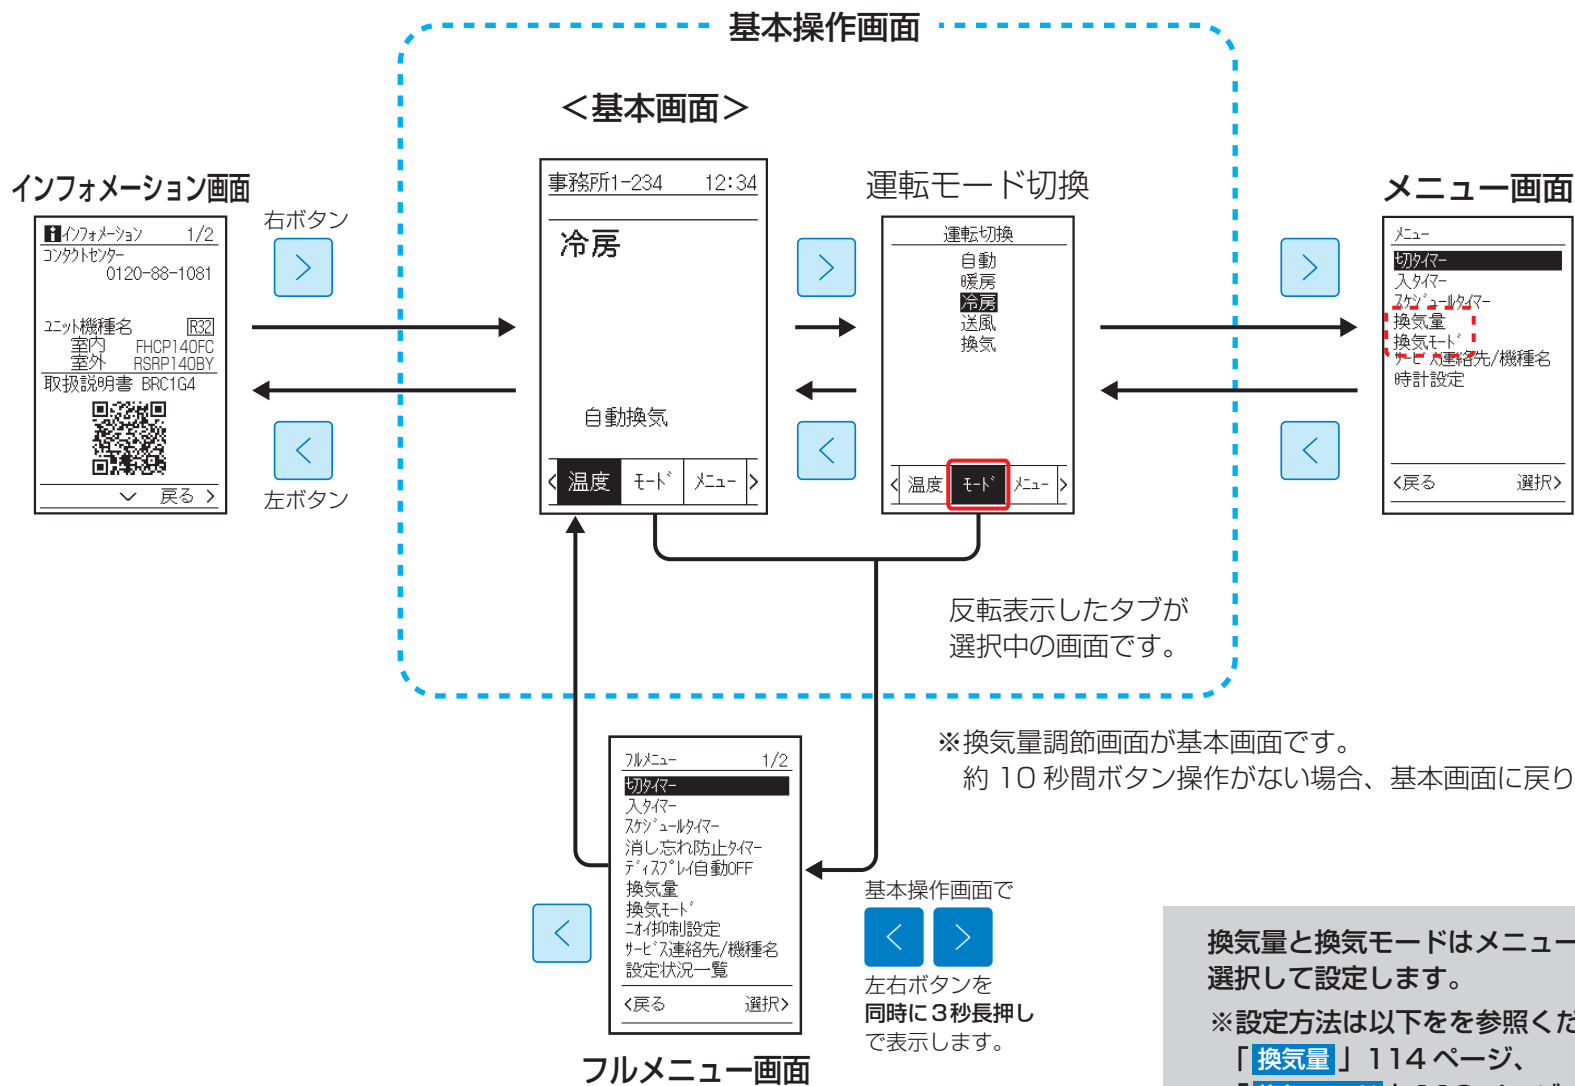 基本操作画面
<基本画面>
インフォメーション画面
iインフォメーション 1/2
コンタクトセンター
0120-88-1081
ユニット機種名 R32
室内 FHCP140FC
室外 RSRP140BY
取扱説明書 BRC1G4
戻る >
右ボタン
>
<
左ボタン
事務所1-234 12:34
冷房
自動換気
< 温度 モード メニュー >
>
<
運転モード切換
運転切換
自動
暖房
冷房
送風
換気
< 温度 モード メニュー >
>
<
メニュー画面
メニュー
切タイマー
入タイマー
スケジュールタイマー
換気量
換気モード
サービス連絡先/機種名
時計設定
<戻る 選択>
反転表示したタブが
選択中の画面です。
※換気量調節画面が基本画面です。
約 10 秒間ボタン操作がない場合、基本画面に戻り
フルメニュー 1/2
切タイマー
入タイマー
スケジュールタイマー
消し忘れ防止タイマー
ディスプレイ自動OFF
換気量
換気モード
ニオイ抑制設定
サービス連絡先/機種名
設定状況一覧
<戻る 選択>
フルメニュー画面
<
基本操作画面で
< >
左右ボタンを
同時に3秒長押し
で表示します。
換気量と換気モードはメニュー
選択して設定します。
※設定方法は以下をを参照くだ
「 換気量 」114 ページ、